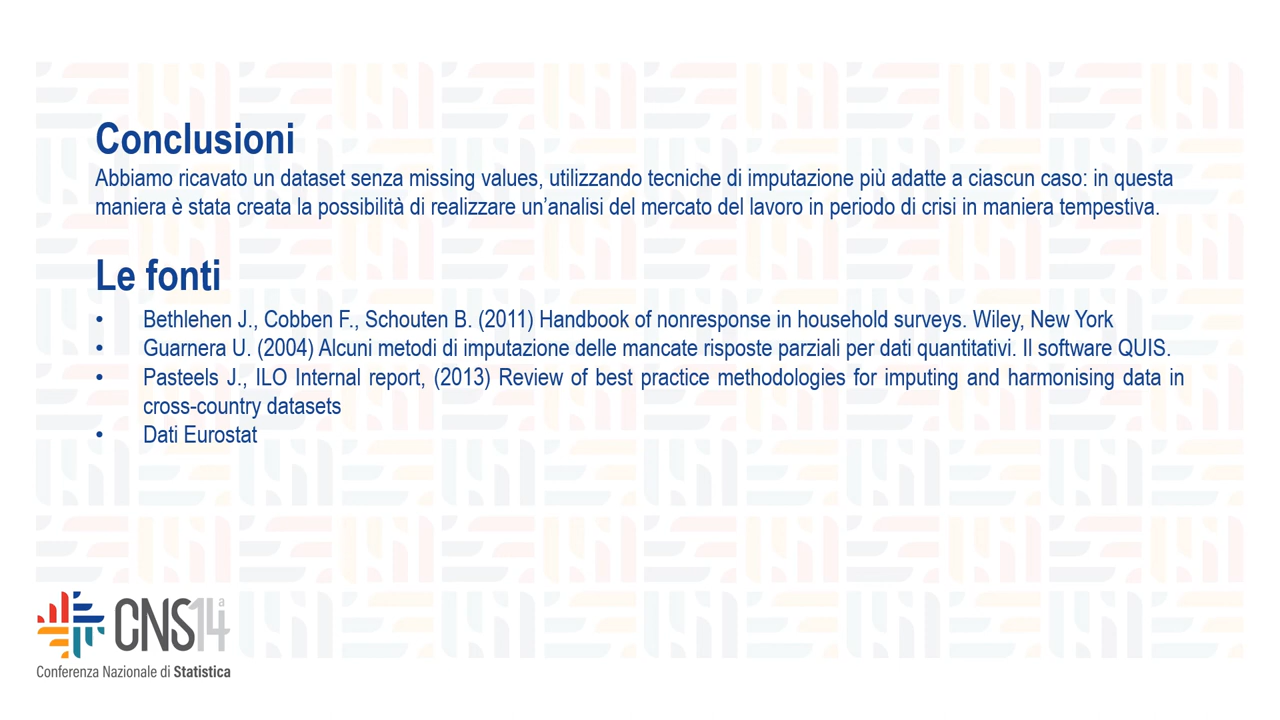 Conclusioni
Abbiamo ricavato un dataset senza missing values, utilizzando tecniche di imputazione più adatte a ciascun caso: in questa
maniera è stata creata la possibilità di realizzare un’analisi del mercato del lavoro in periodo di crisi in maniera tempestiva.
Le fonti
• Bethlehen J., Cobben F., Schouten B. (2011) Handbook of nonresponse in household surveys. Wiley, New York
• Guarnera U. (2004) Alcuni metodi di imputazione delle mancate risposte parziali per dati quantitativi. Il software QUIS.
• Pasteels J., ILO Internal report, (2013) Review of best practice methodologies for imputing and harmonising data in
cross-country datasets
• Dati Eurostat
CNS14a
Conferenza Nazionale di Statistica